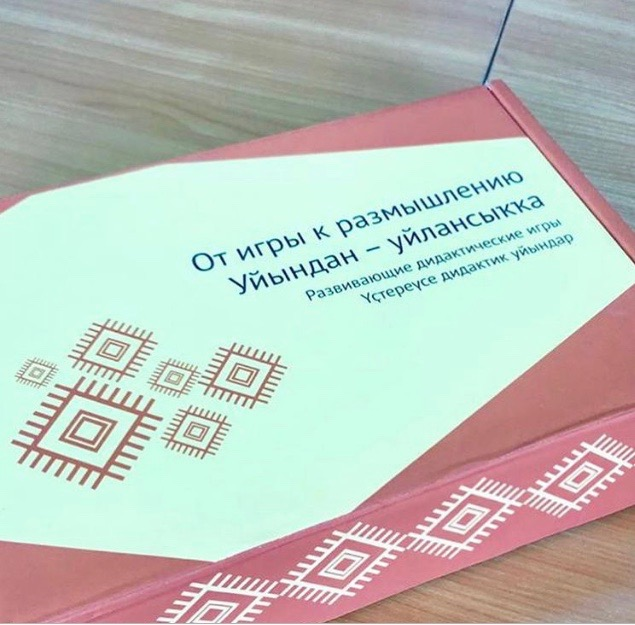 От игры к размышлению
Уйындан – уйлансыкка
Развивающие дидактические игры
Үҫтереүсе дидактик уйындар